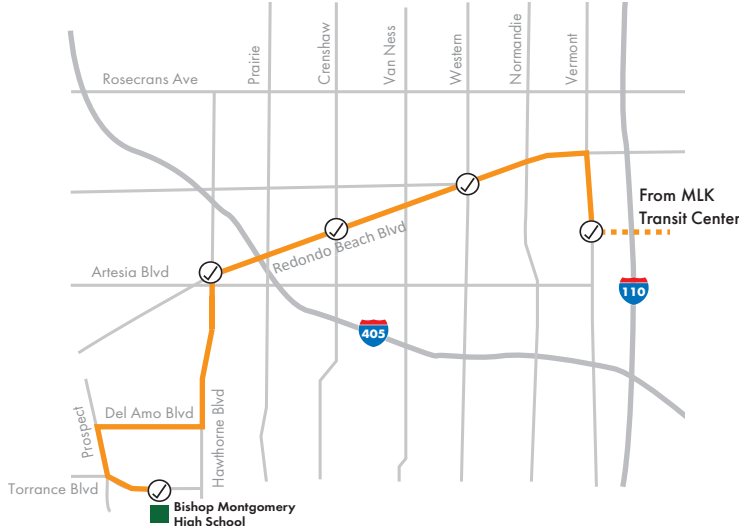 Prairie
Crenshaw
Van Ness
Western
Normandie
Vermont
Rosecrans Ave
From MLK
Transit Center
Redondo Beach Blvd
Artesia Blvd
110
405
Hawthorne Blvd
Del Amo Blvd
Prospect
Torrance Blvd
Bishop Montgomery
High School